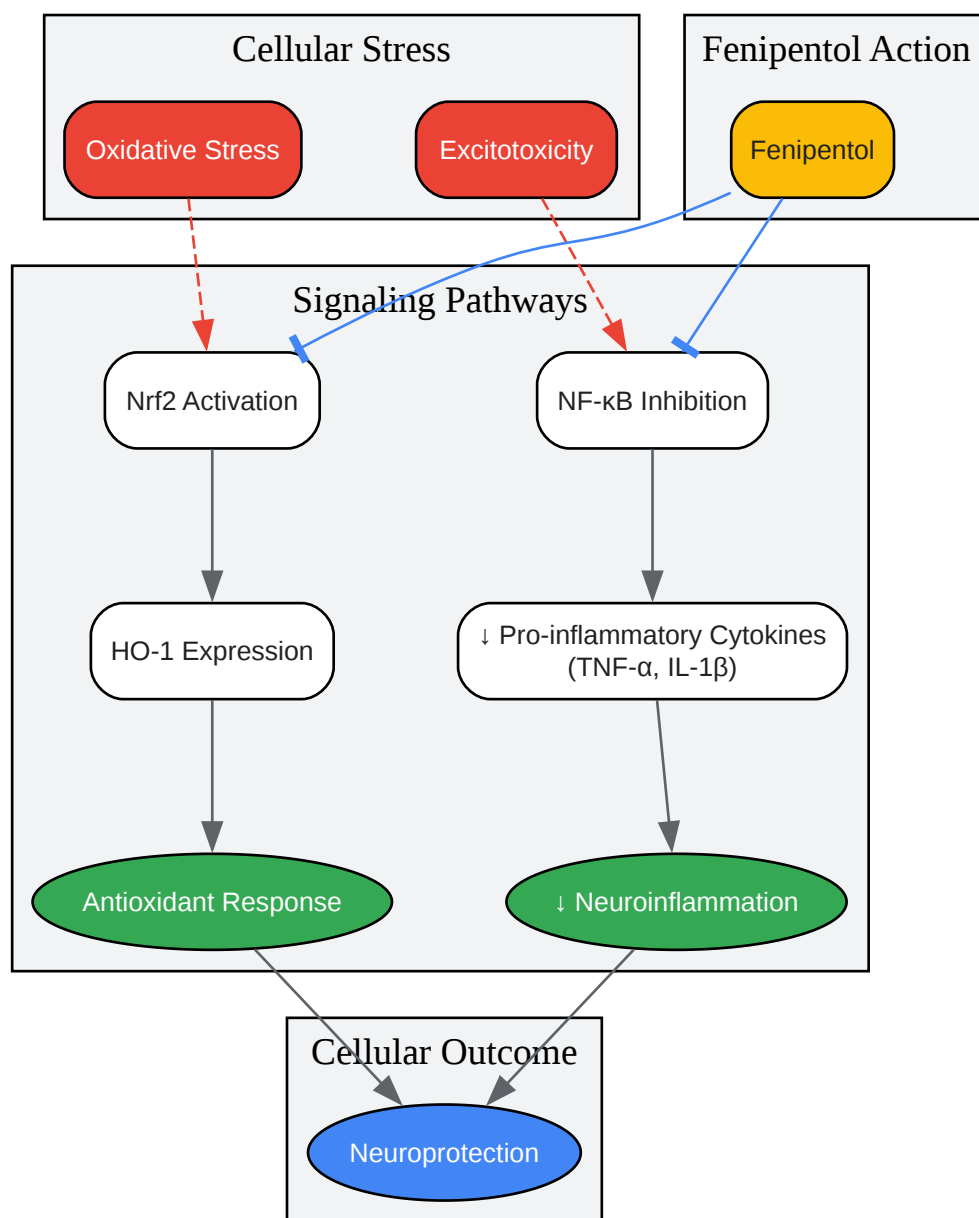 Cellular Stress
Fenipentol Action
Oxidative Stress
Excitotoxicity
Fenipentol
Signaling Pathways
Nrf2 Activation
NF-κB Inhibition
HO-1 Expression
↓ Pro-inflammatory Cytokines
(TNF-α, IL-1β)
Antioxidant Response
↓ Neuroinflammation
Cellular Outcome
Neuroprotection